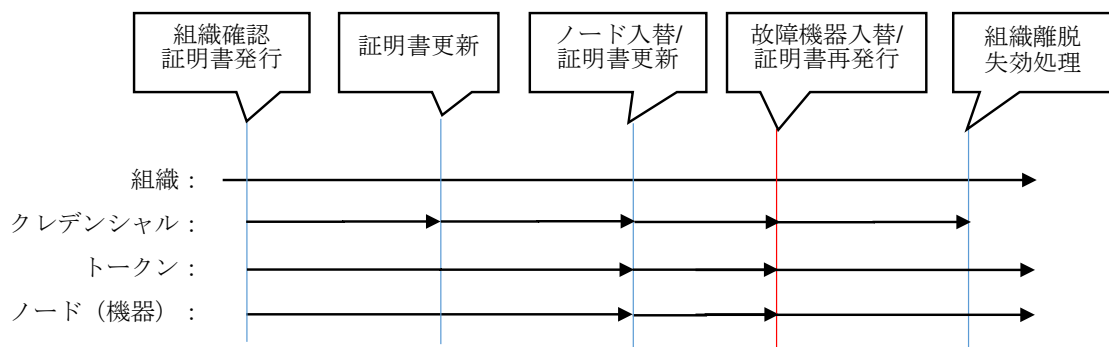 組織確認
証明書発行
証明書更新
ノード入替/
証明書更新
故障機器入替/
証明書再発行
組織離脱
失効処理
組織：
クレデンシャル：
トークン：
ノード（機器）：